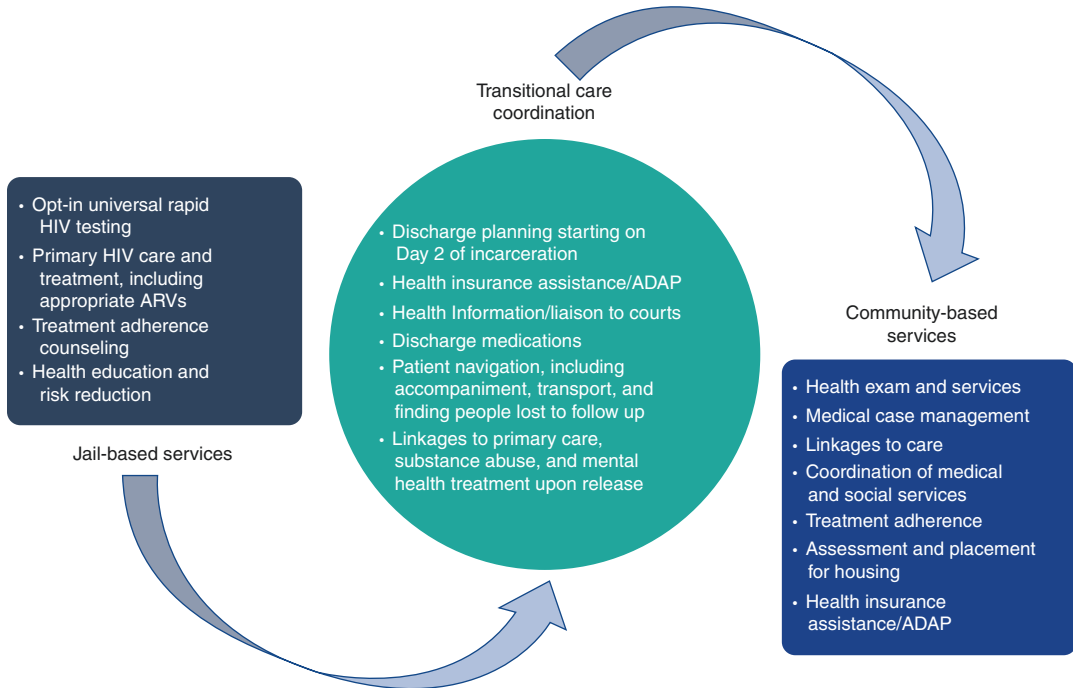 Transitional care
coordination
• Opt-in universal rapid
HIV testing
• Primary HIV care and
treatment, including
appropriate ARVs
• Treatment adherence
counseling
• Health education and
risk reduction
Jail-based services
• Discharge planning starting on
Day 2 of incarceration
• Health insurance assistance/ADAP
• Health Information/liaison to courts
• Discharge medications
• Patient navigation, including
accompaniment, transport, and
finding people lost to follow up
• Linkages to primary care,
substance abuse, and mental
health treatment upon release
Community-based
services
• Health exam and services
• Medical case management
• Linkages to care
• Coordination of medical
and social services
• Treatment adherence
• Assessment and placement
for housing
• Health insurance
assistance/ADAP